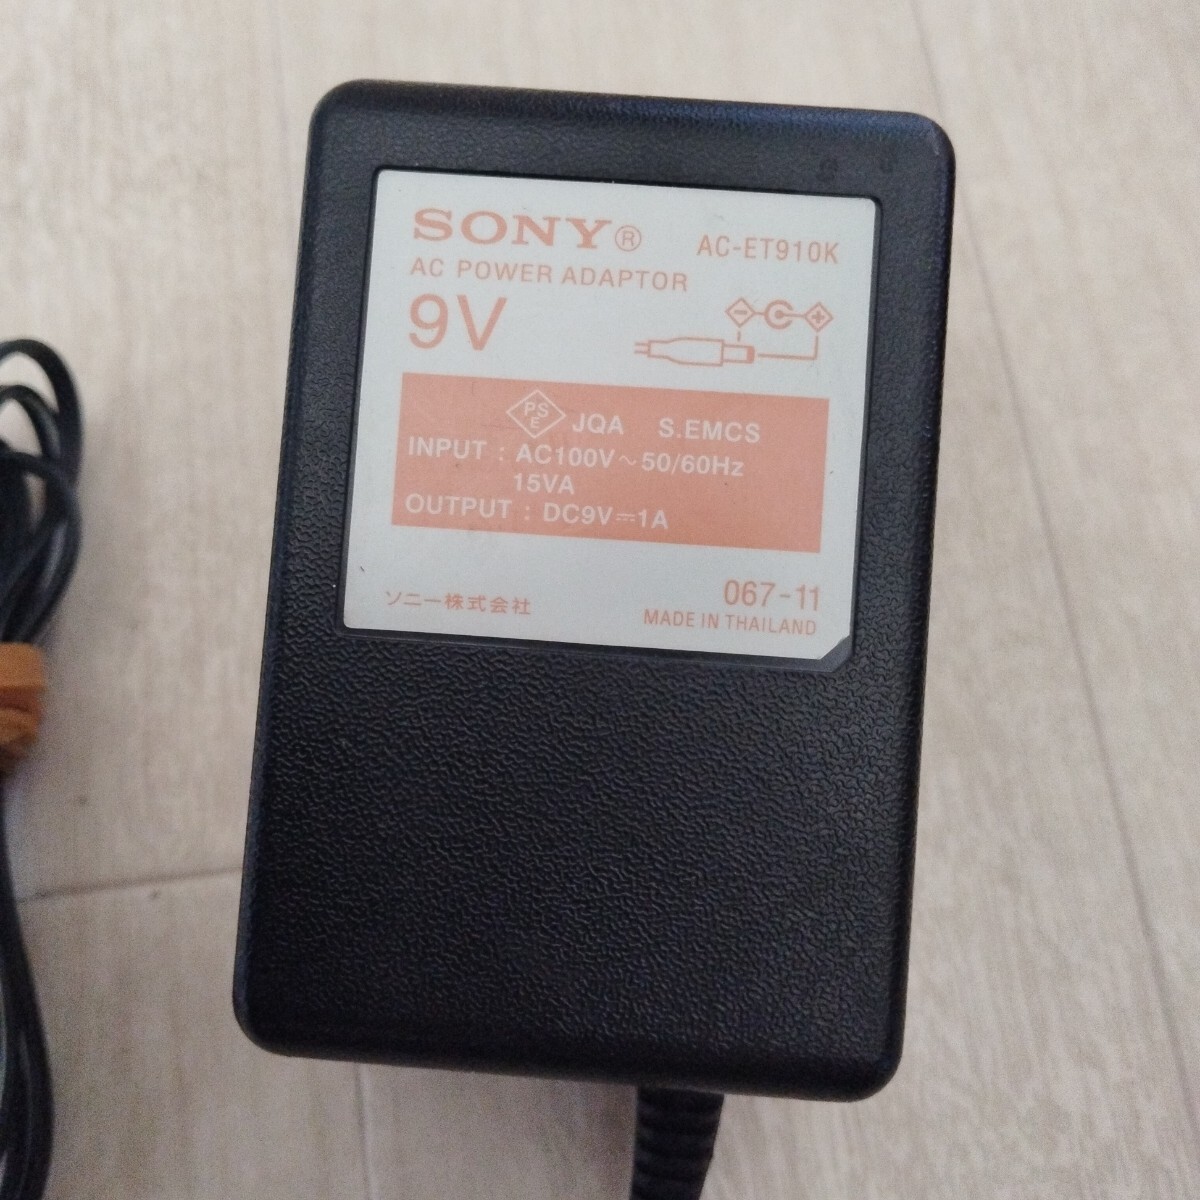 SONY® AC-ET910K
AC POWER ADAPTOR
9V
PSE JQA S.EMCS
INPUT : AC100V～50/60Hz
15VA
OUTPUT : DC9V⎓1A
ソニー株式会社
067-11
MADE IN THAILAND